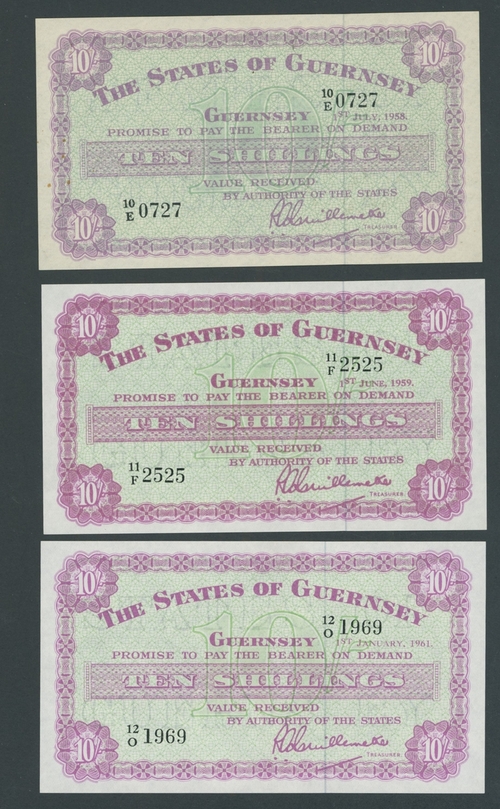 10/- 10/-
THE STATES OF GUERNSEY
10/E 0727
GUERNSEY 1ST JULY, 1958.
PROMISE TO PAY THE BEARER ON DEMAND
TEN SHILLINGS
VALUE RECEIVED
BY AUTHORITY OF THE STATES
10/E 0727
TREASURER
10/- 10/-
10/- 10/-
THE STATES OF GUERNSEY
11/F 2525
GUERNSEY 1ST JUNE, 1959.
PROMISE TO PAY THE BEARER ON DEMAND
TEN SHILLINGS
VALUE RECEIVED
BY AUTHORITY OF THE STATES
11/F 2525
TREASURER
10/- 10/-
10/- 10/-
THE STATES OF GUERNSEY
12/O 1969
GUERNSEY 1ST JANUARY, 1961.
PROMISE TO PAY THE BEARER ON DEMAND
TEN SHILLINGS
VALUE RECEIVED
BY AUTHORITY OF THE STATES
12/O 1969
TREASURER
10/- 10/-